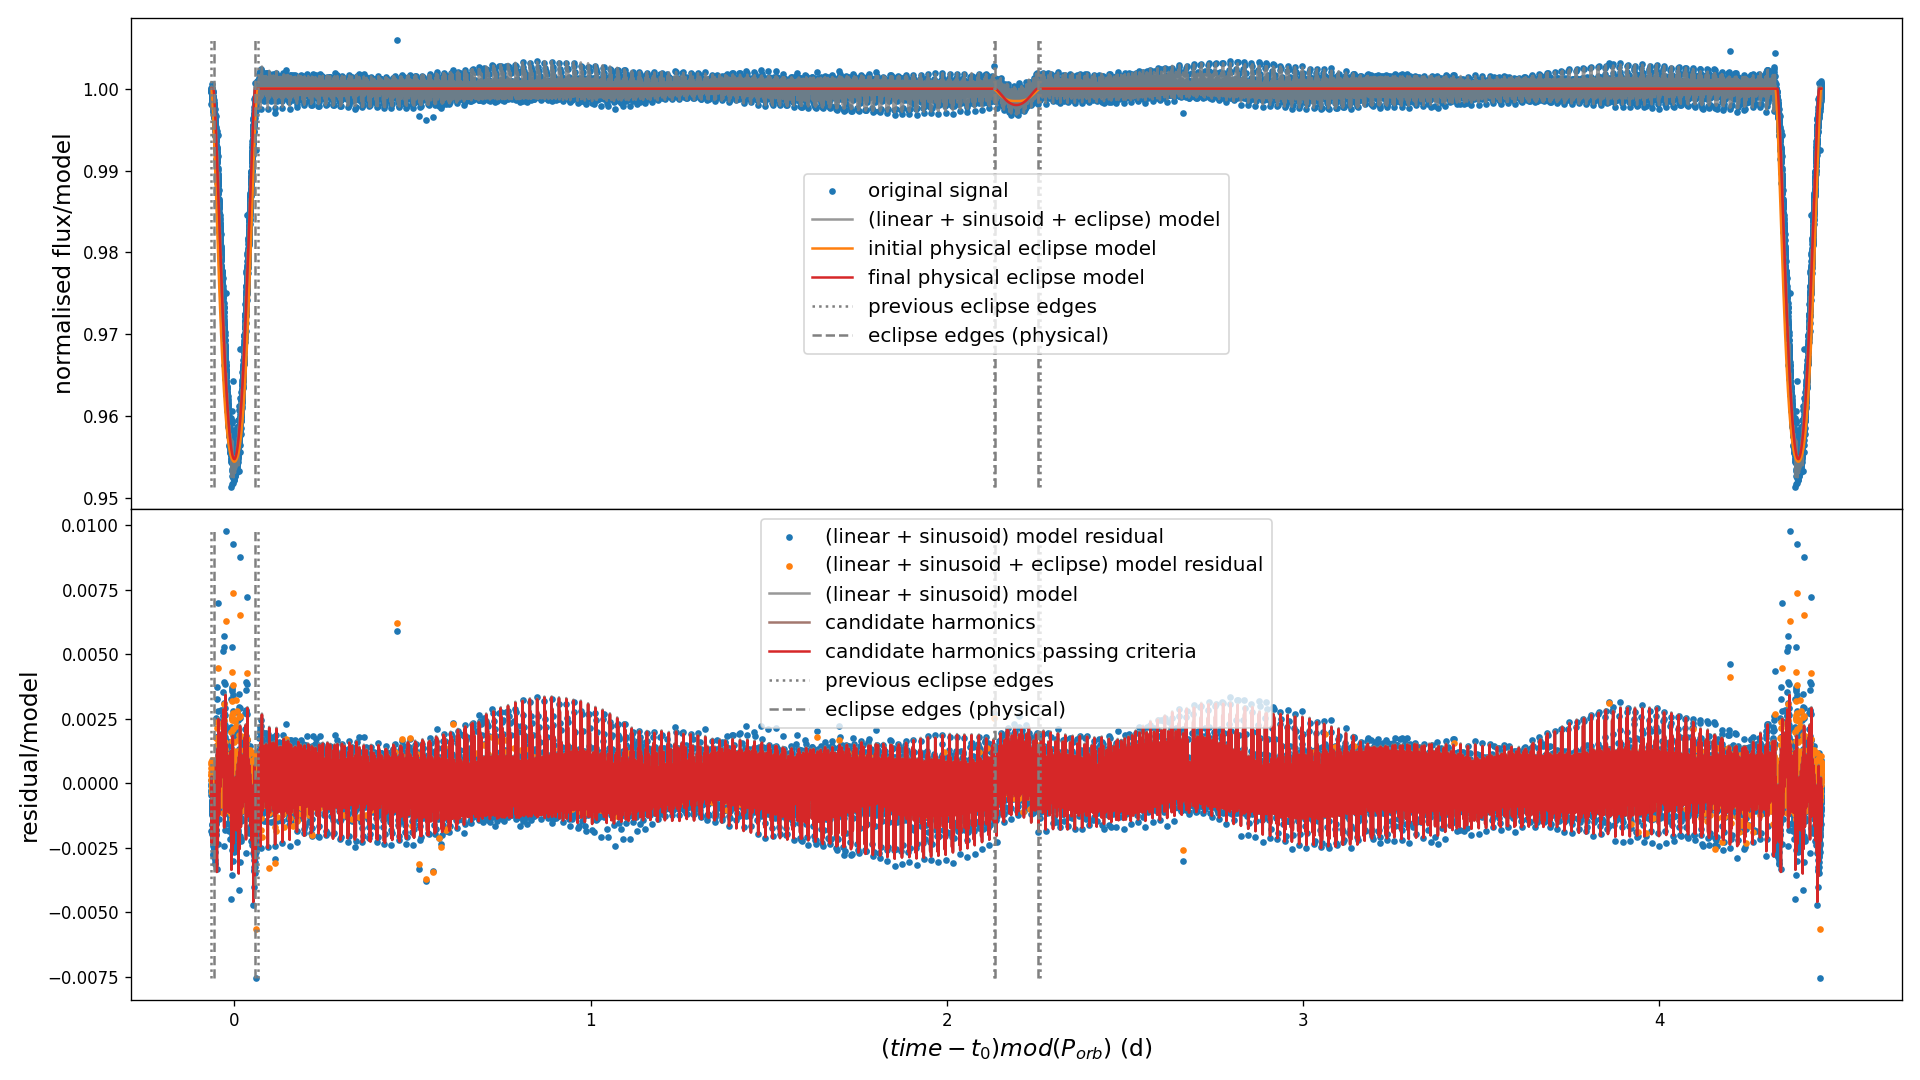 normalised flux/model
1.00
0.99
0.98
0.97
0.96
0.95
original signal
(linear + sinusoid + eclipse) model
initial physical eclipse model
final physical eclipse model
previous eclipse edges
eclipse edges (physical)
residual/model
0.0100
0.0075
0.0050
0.0025
0.0000
−0.0025
−0.0050
−0.0075
(linear + sinusoid) model residual
(linear + sinusoid + eclipse) model residual
(linear + sinusoid) model
candidate harmonics
candidate harmonics passing criteria
previous eclipse edges
eclipse edges (physical)
0 1 2 3 4
(time − t₀)mod(Pₒᵣb) (d)